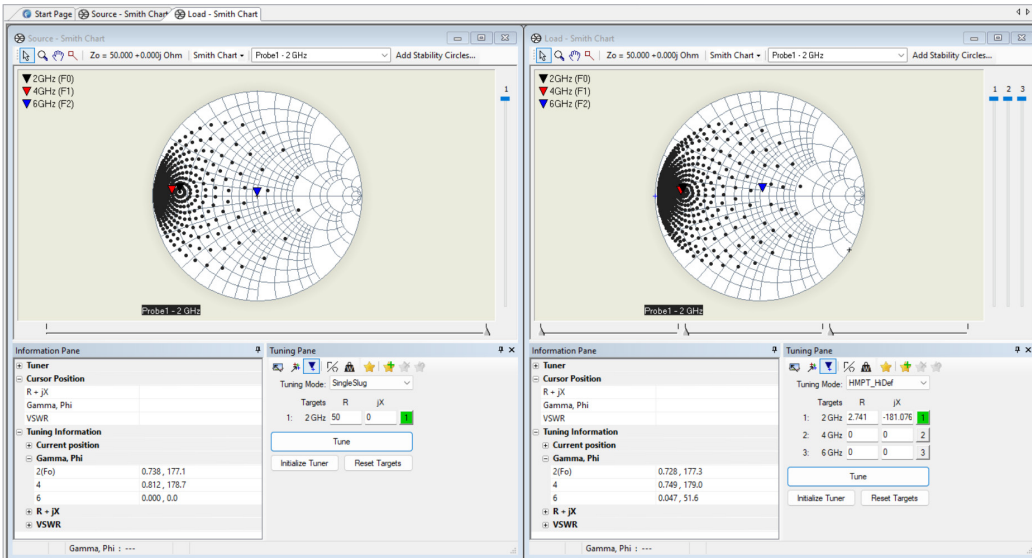 Start Page Source - Smith Chart Load - Smith Chart
Source - Smith Chart
Zo = 50.000 +0.000j Ohm Smith Chart Probe1 - 2 GHz Add Stability Circles...
2GHz (F0)
4GHz (F1)
6GHz (F2)
1
Probe1 - 2 GHz
Information Pane
Tuner
Cursor Position
R + jX
Gamma, Phi
VSWR
Tuning Information
Current position
Gamma, Phi
2(Fo) 0.738 , 177.1
4 0.812 , 178.7
6 0.000 , 0.0
R + jX
VSWR
Gamma, Phi : ---
Tuning Pane
Tuning Mode: SingleSlug
Targets R jX
1: 2 GHz 50 0 1
Tune
Initialize Tuner Reset Targets
Load - Smith Chart
Zo = 50.000 +0.000j Ohm Smith Chart Probe1 - 2 GHz Add Stability Circles...
2GHz (F0)
4GHz (F1)
6GHz (F2)
1 2 3
Probe1 - 2 GHz
Information Pane
Tuner
Cursor Position
R + jX
Gamma, Phi
VSWR
Tuning Information
Current position
Gamma, Phi
2(Fo) 0.728 , 177.3
4 0.749 , 179.0
6 0.047 , 51.6
R + jX
VSWR
Gamma, Phi : ---
Tuning Pane
Tuning Mode: HMPT_HiDef
Targets R jX
1: 2 GHz 2.741 -181.076 1
2: 4 GHz 0 0 2
3: 6 GHz 0 0 3
Tune
Initialize Tuner Reset Targets